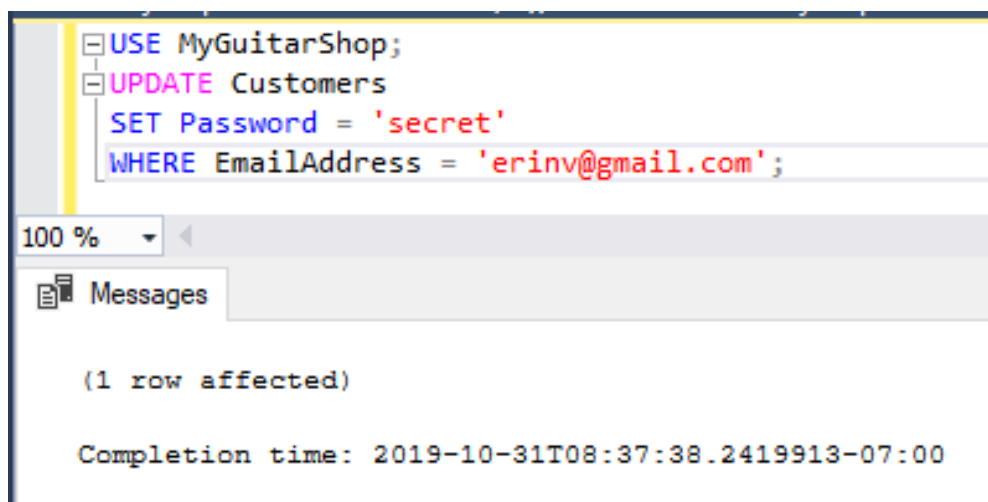 USE MyGuitarShop;
UPDATE Customers
SET Password = 'secret'
WHERE EmailAddress = 'erinv@gmail.com';
100 %
Messages
(1 row affected)
Completion time: 2019-10-31T08:37:38.2419913-07:00